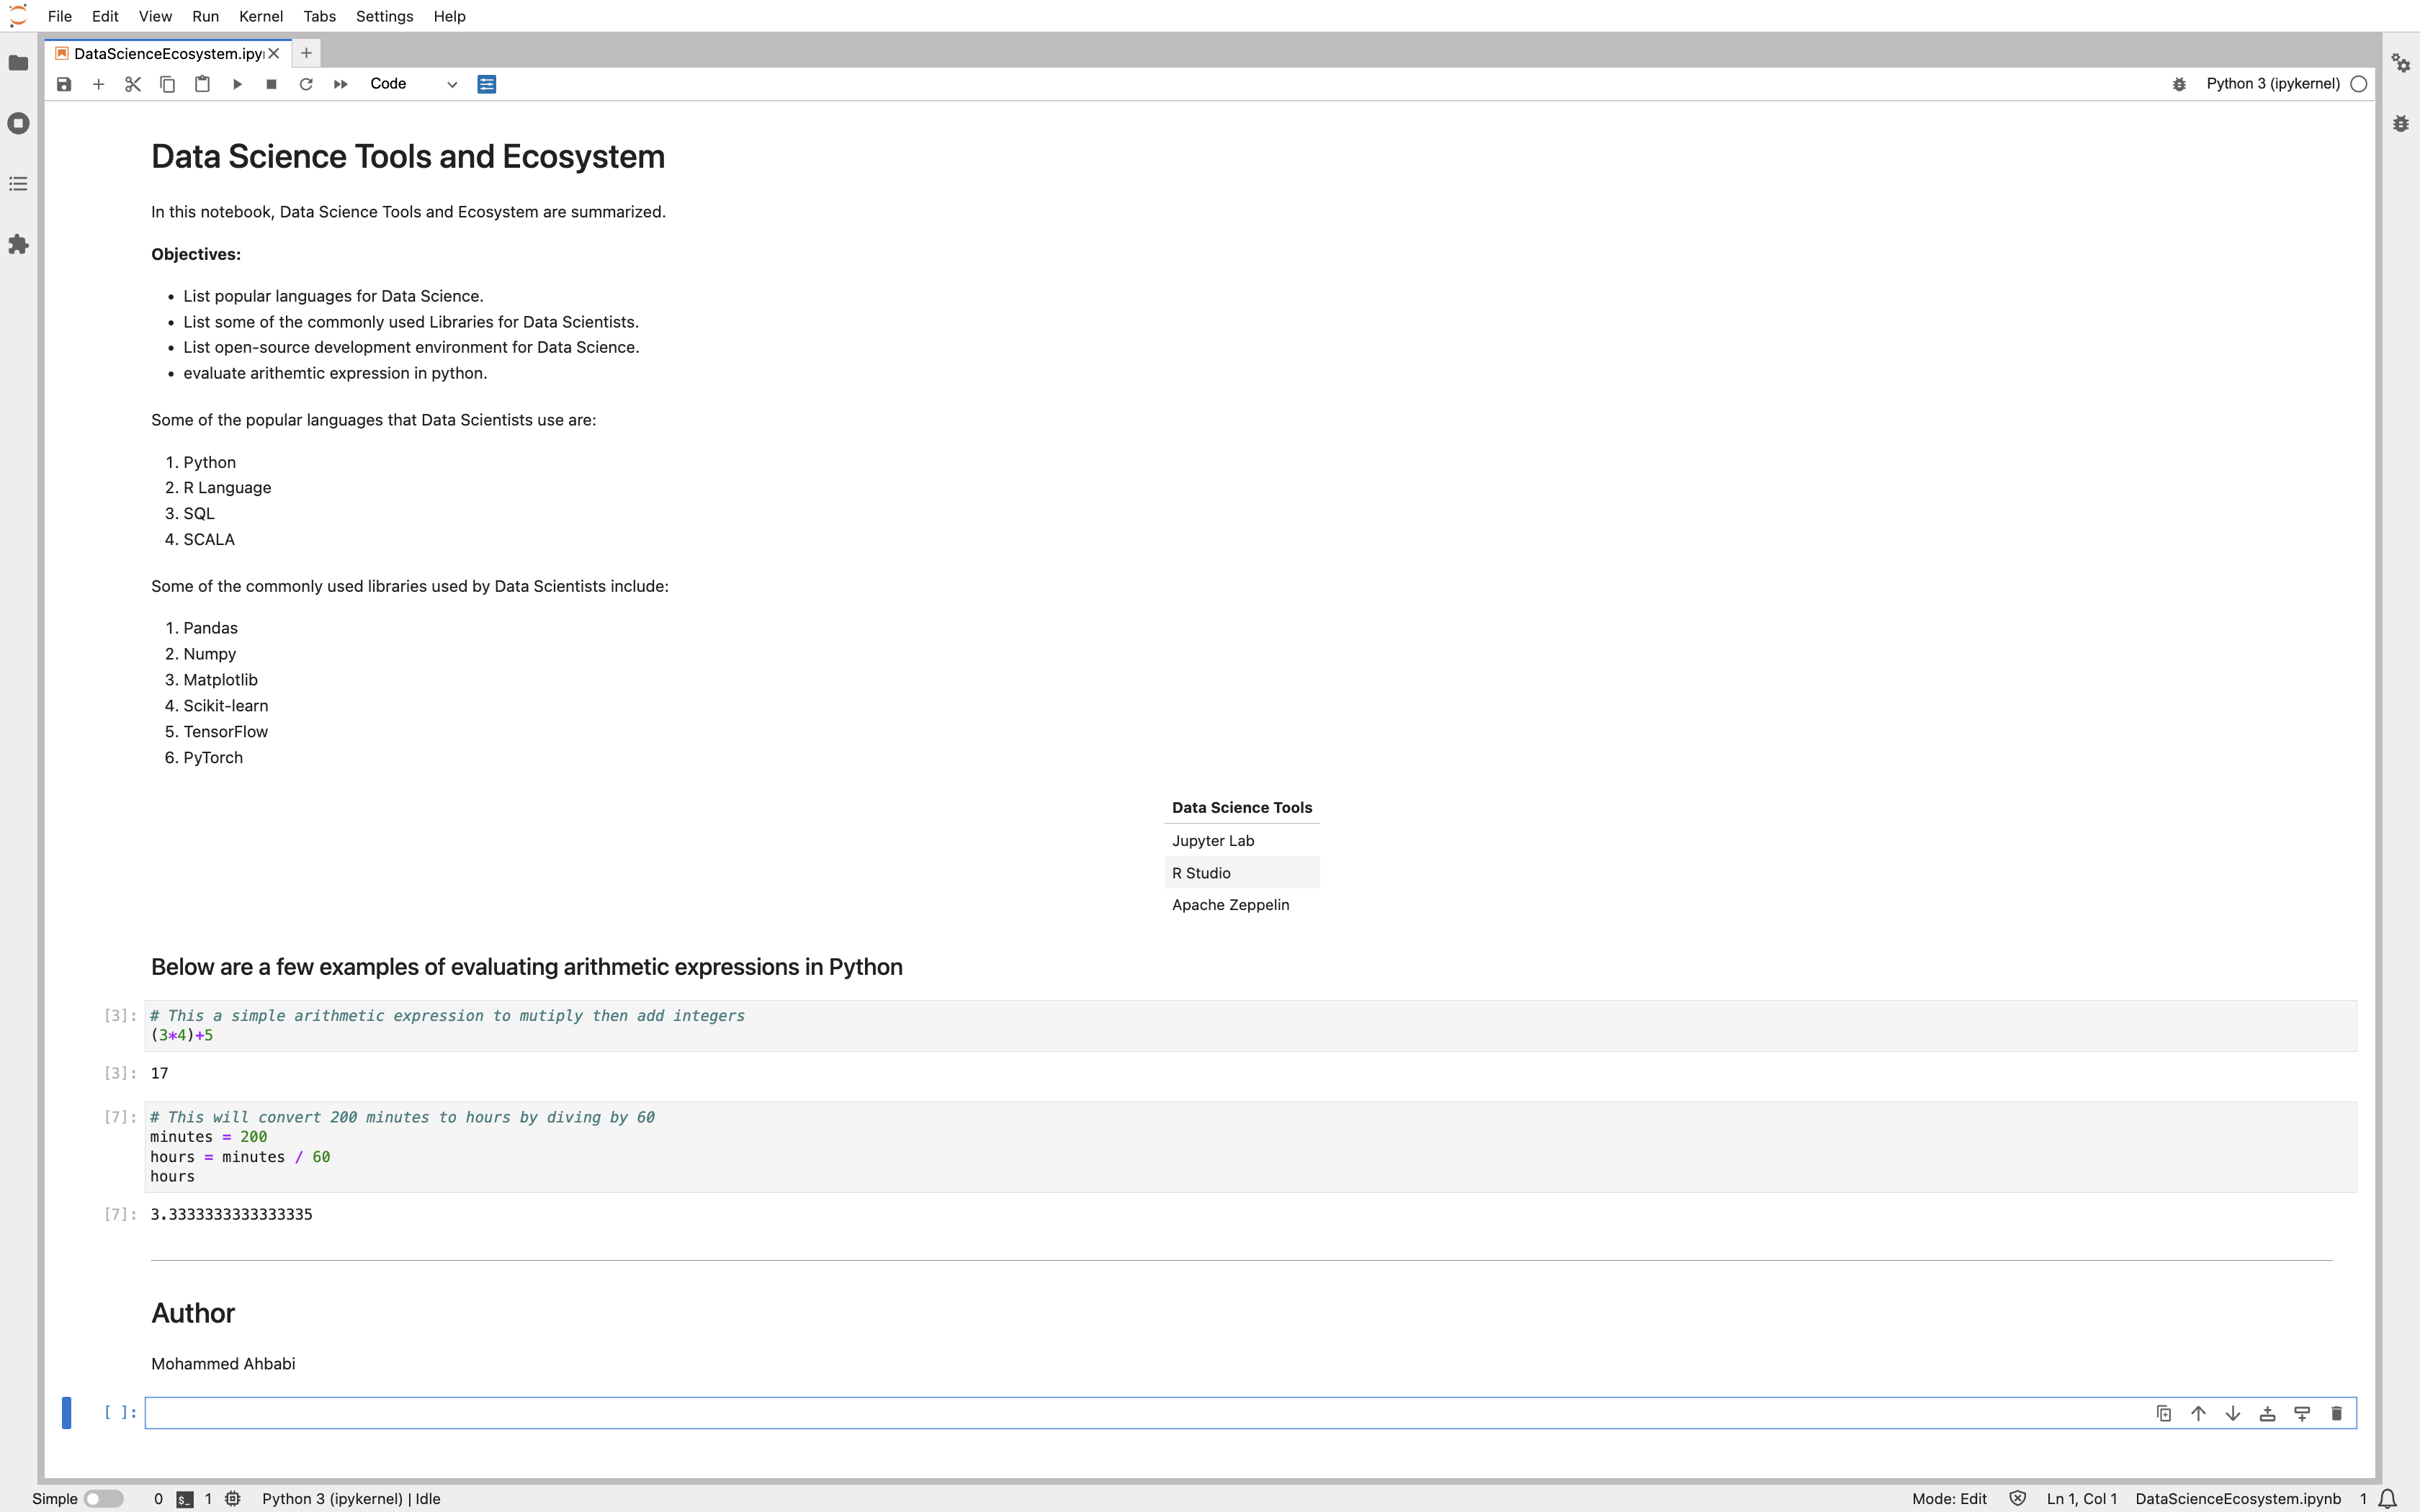 File Edit View Run Kernel Tabs Settings Help
DataScienceEcosystem.ipy
Code
Python 3 (ipykernel)
Data Science Tools and Ecosystem
In this notebook, Data Science Tools and Ecosystem are summarized.
Objectives:
• List popular languages for Data Science.
• List some of the commonly used Libraries for Data Scientists.
• List open-source development environment for Data Science.
• evaluate arithemtic expression in python.
Some of the popular languages that Data Scientists use are:
1. Python
2. R Language
3. SQL
4. SCALA
Some of the commonly used libraries used by Data Scientists include:
1. Pandas
2. Numpy
3. Matplotlib
4. Scikit-learn
5. TensorFlow
6. PyTorch
Data Science Tools
Jupyter Lab
R Studio
Apache Zeppelin
Below are a few examples of evaluating arithmetic expressions in Python
[3]: # This a simple arithmetic expression to mutiply then add integers
(3*4)+5
[3]: 17
[7]: # This will convert 200 minutes to hours by diving by 60
minutes = 200
hours = minutes / 60
hours
[7]: 3.3333333333333335
Author
Mohammed Ahbabi
[ ]:
Simple 0 $_ 1 Python 3 (ipykernel) | Idle Mode: Edit Ln 1, Col 1 DataScienceEcosystem.ipynb 1